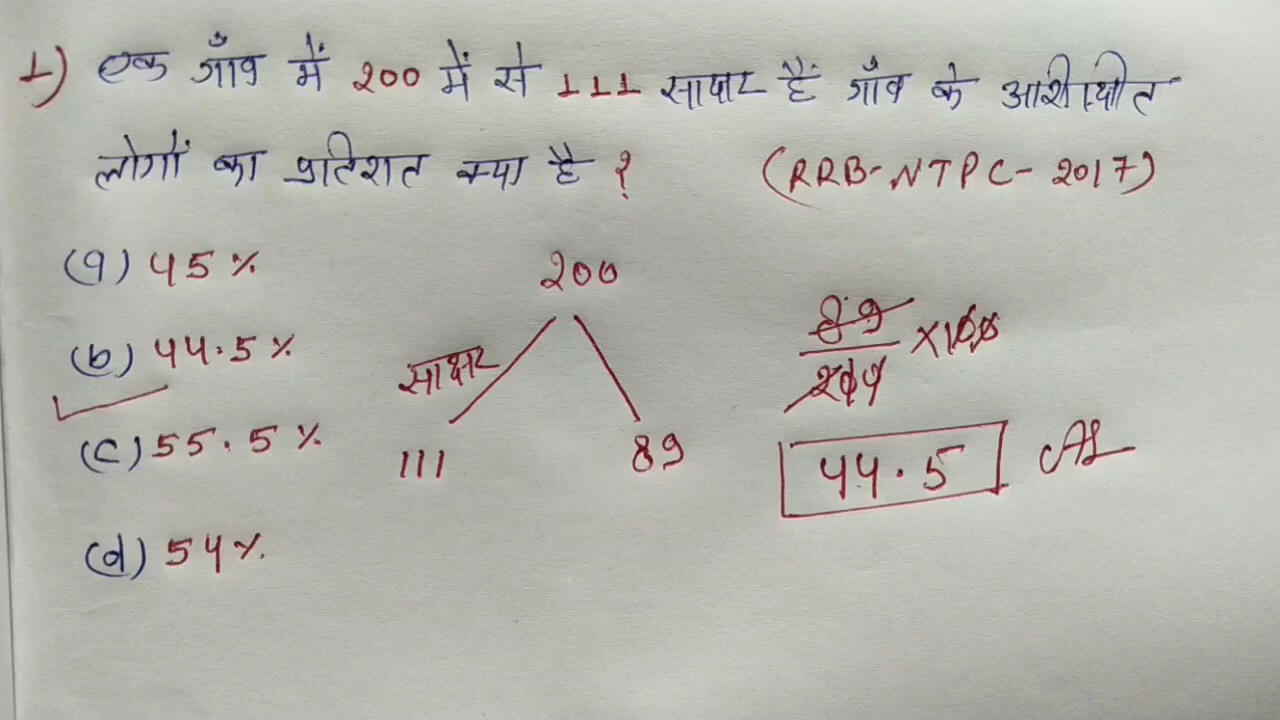 1) एक गाँव में 200 में से 111 साक्षर हैं गाँव के अशीक्षीत
लोगों का प्रतिशत क्या है ? (RRB-NTPC-2017)
(a) 45%
(b) 44.5%
(c) 55.5%
(d) 54%
200
साक्षर
111 89
89
200 ×100
44.5